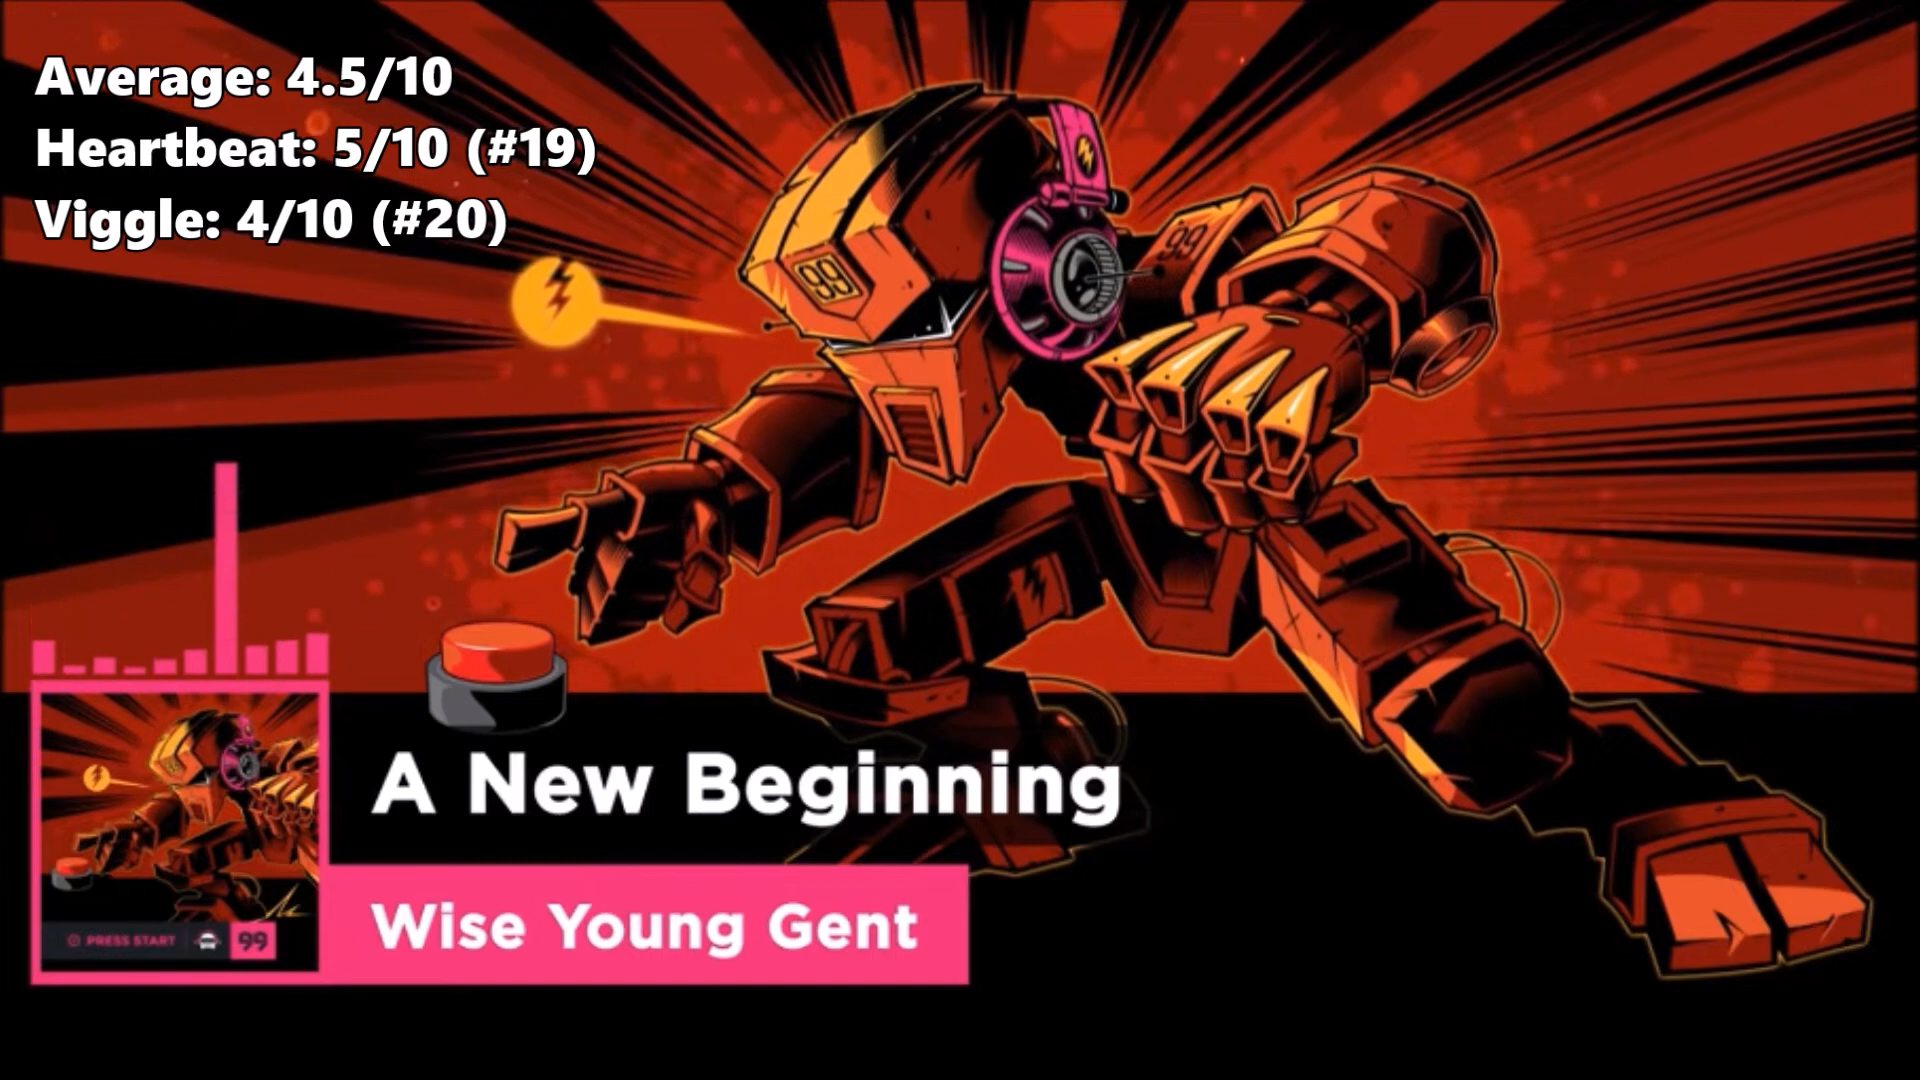 Average: 4.5/10
Heartbeat: 5/10 (#19)
Viggle: 4/10 (#20)
99
99
A New Beginning
Wise Young Gent
PRESS START
99